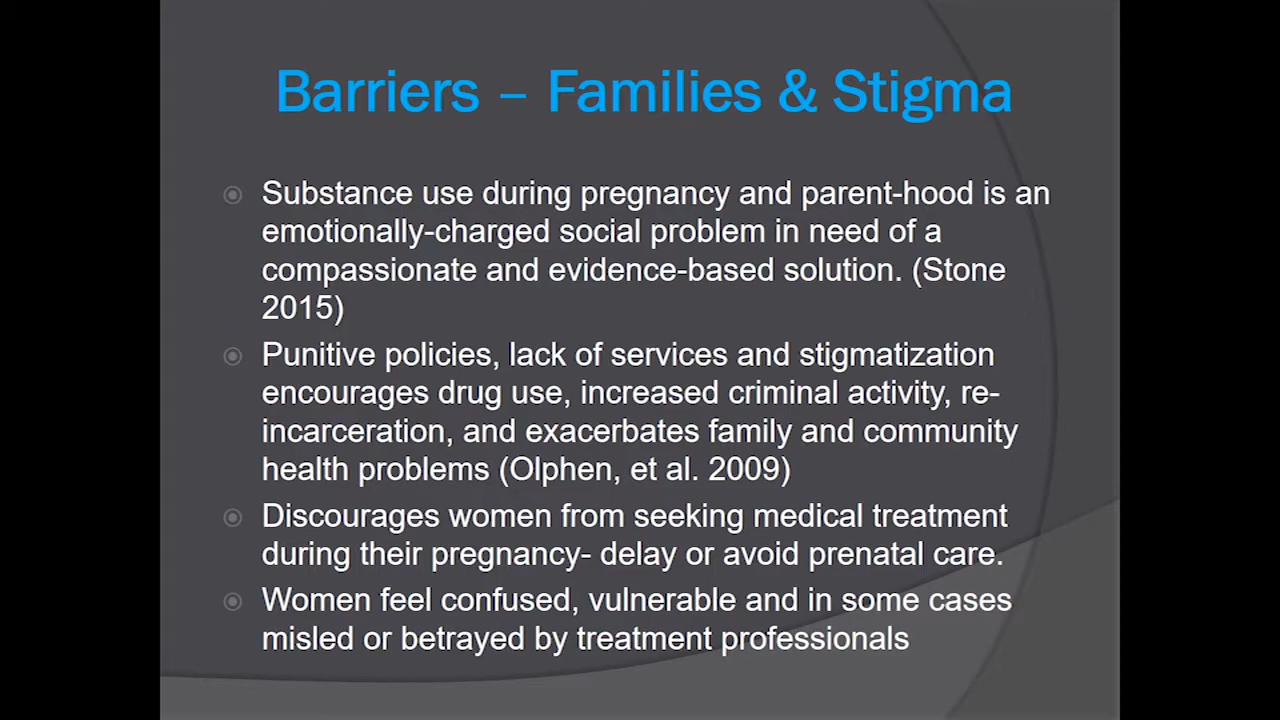 Barriers – Families & Stigma
Substance use during pregnancy and parent-hood is an
emotionally-charged social problem in need of a
compassionate and evidence-based solution. (Stone
2015)
Punitive policies, lack of services and stigmatization
encourages drug use, increased criminal activity, re-
incarceration, and exacerbates family and community
health problems (Olphen, et al. 2009)
Discourages women from seeking medical treatment
during their pregnancy- delay or avoid prenatal care.
Women feel confused, vulnerable and in some cases
misled or betrayed by treatment professionals